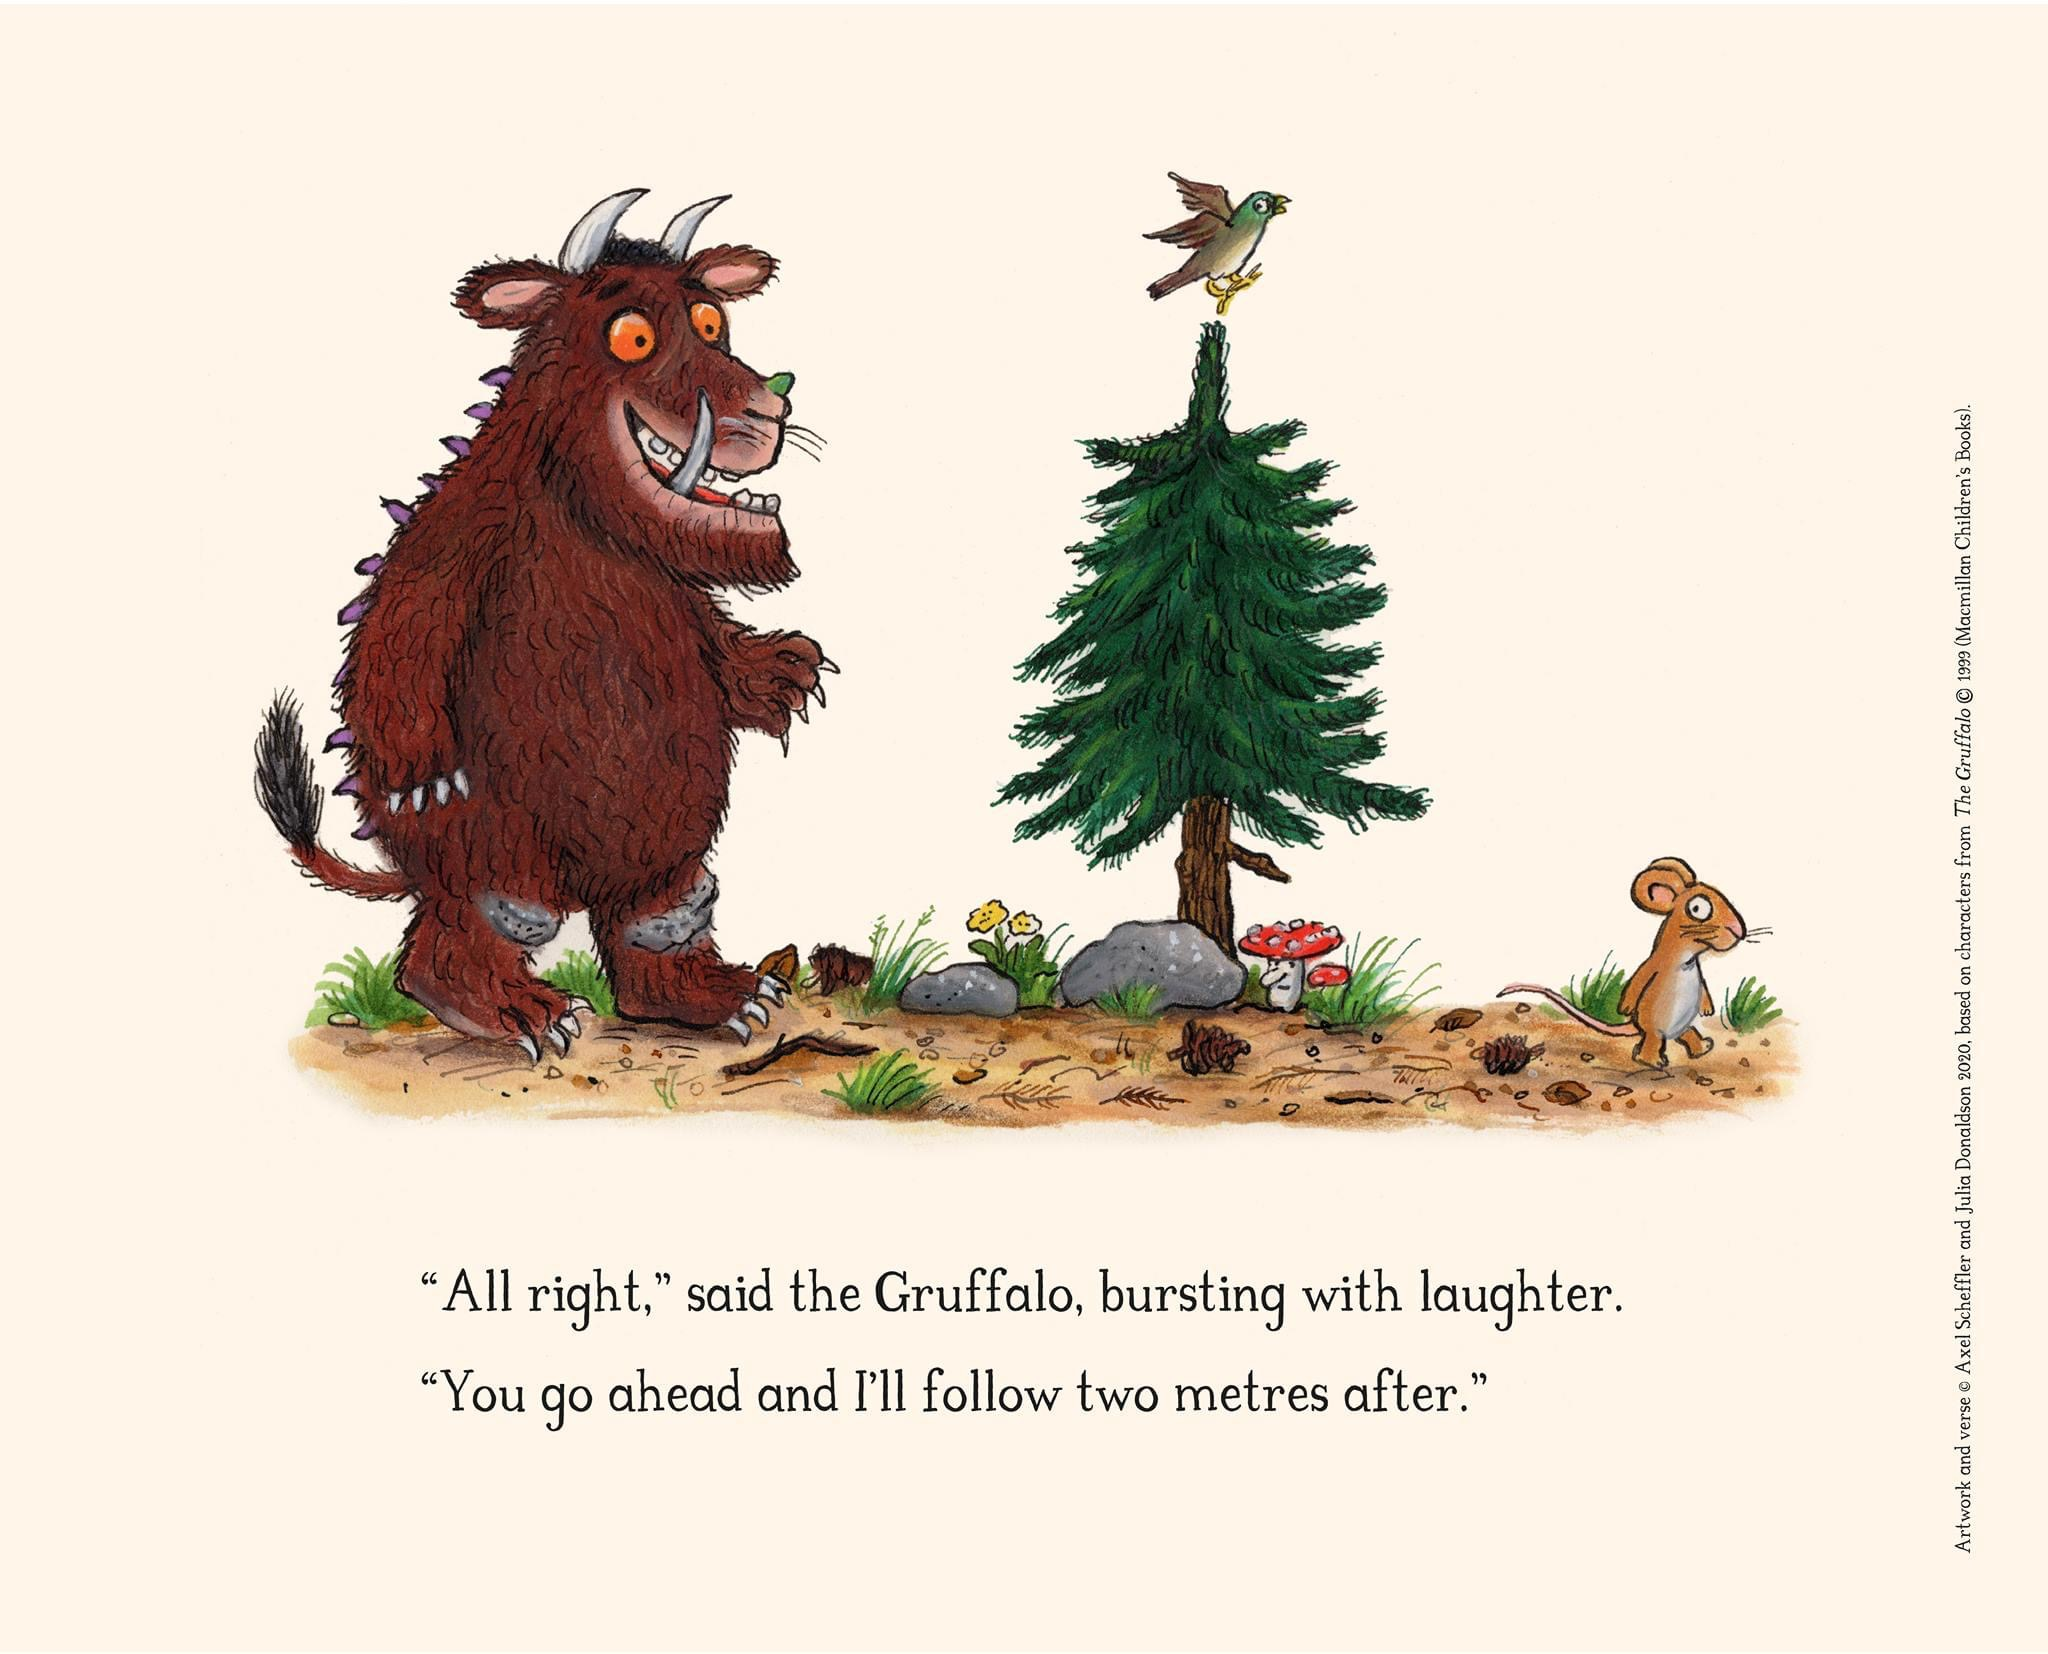 “All right,” said the Gruffalo, bursting with laughter.
“You go ahead and I’ll follow two metres after.”
Artwork and verse © Axel Scheffler and Julia Donaldson 2020, based on characters from The Gruffalo © 1999 (Macmillan Children’s Books).